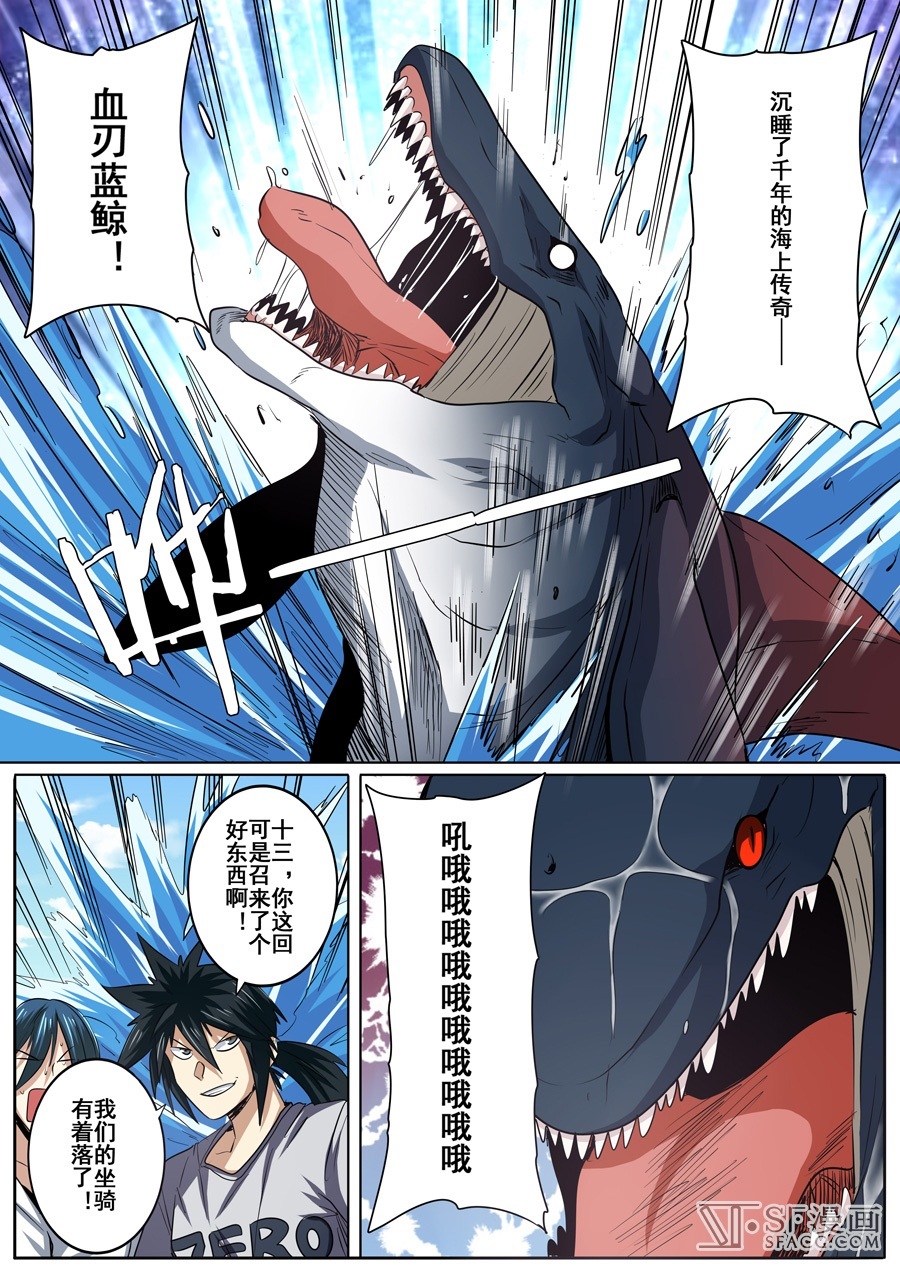 沉睡了千年的海上传奇——
血刃蓝鲸！
哗——
吼哦哦哦哦哦哦哦哦哦
十三，你这回
可是召来了个
好东西啊！
我们的坐骑
有着落了！
ZERO
SF漫画
SFACG.COM